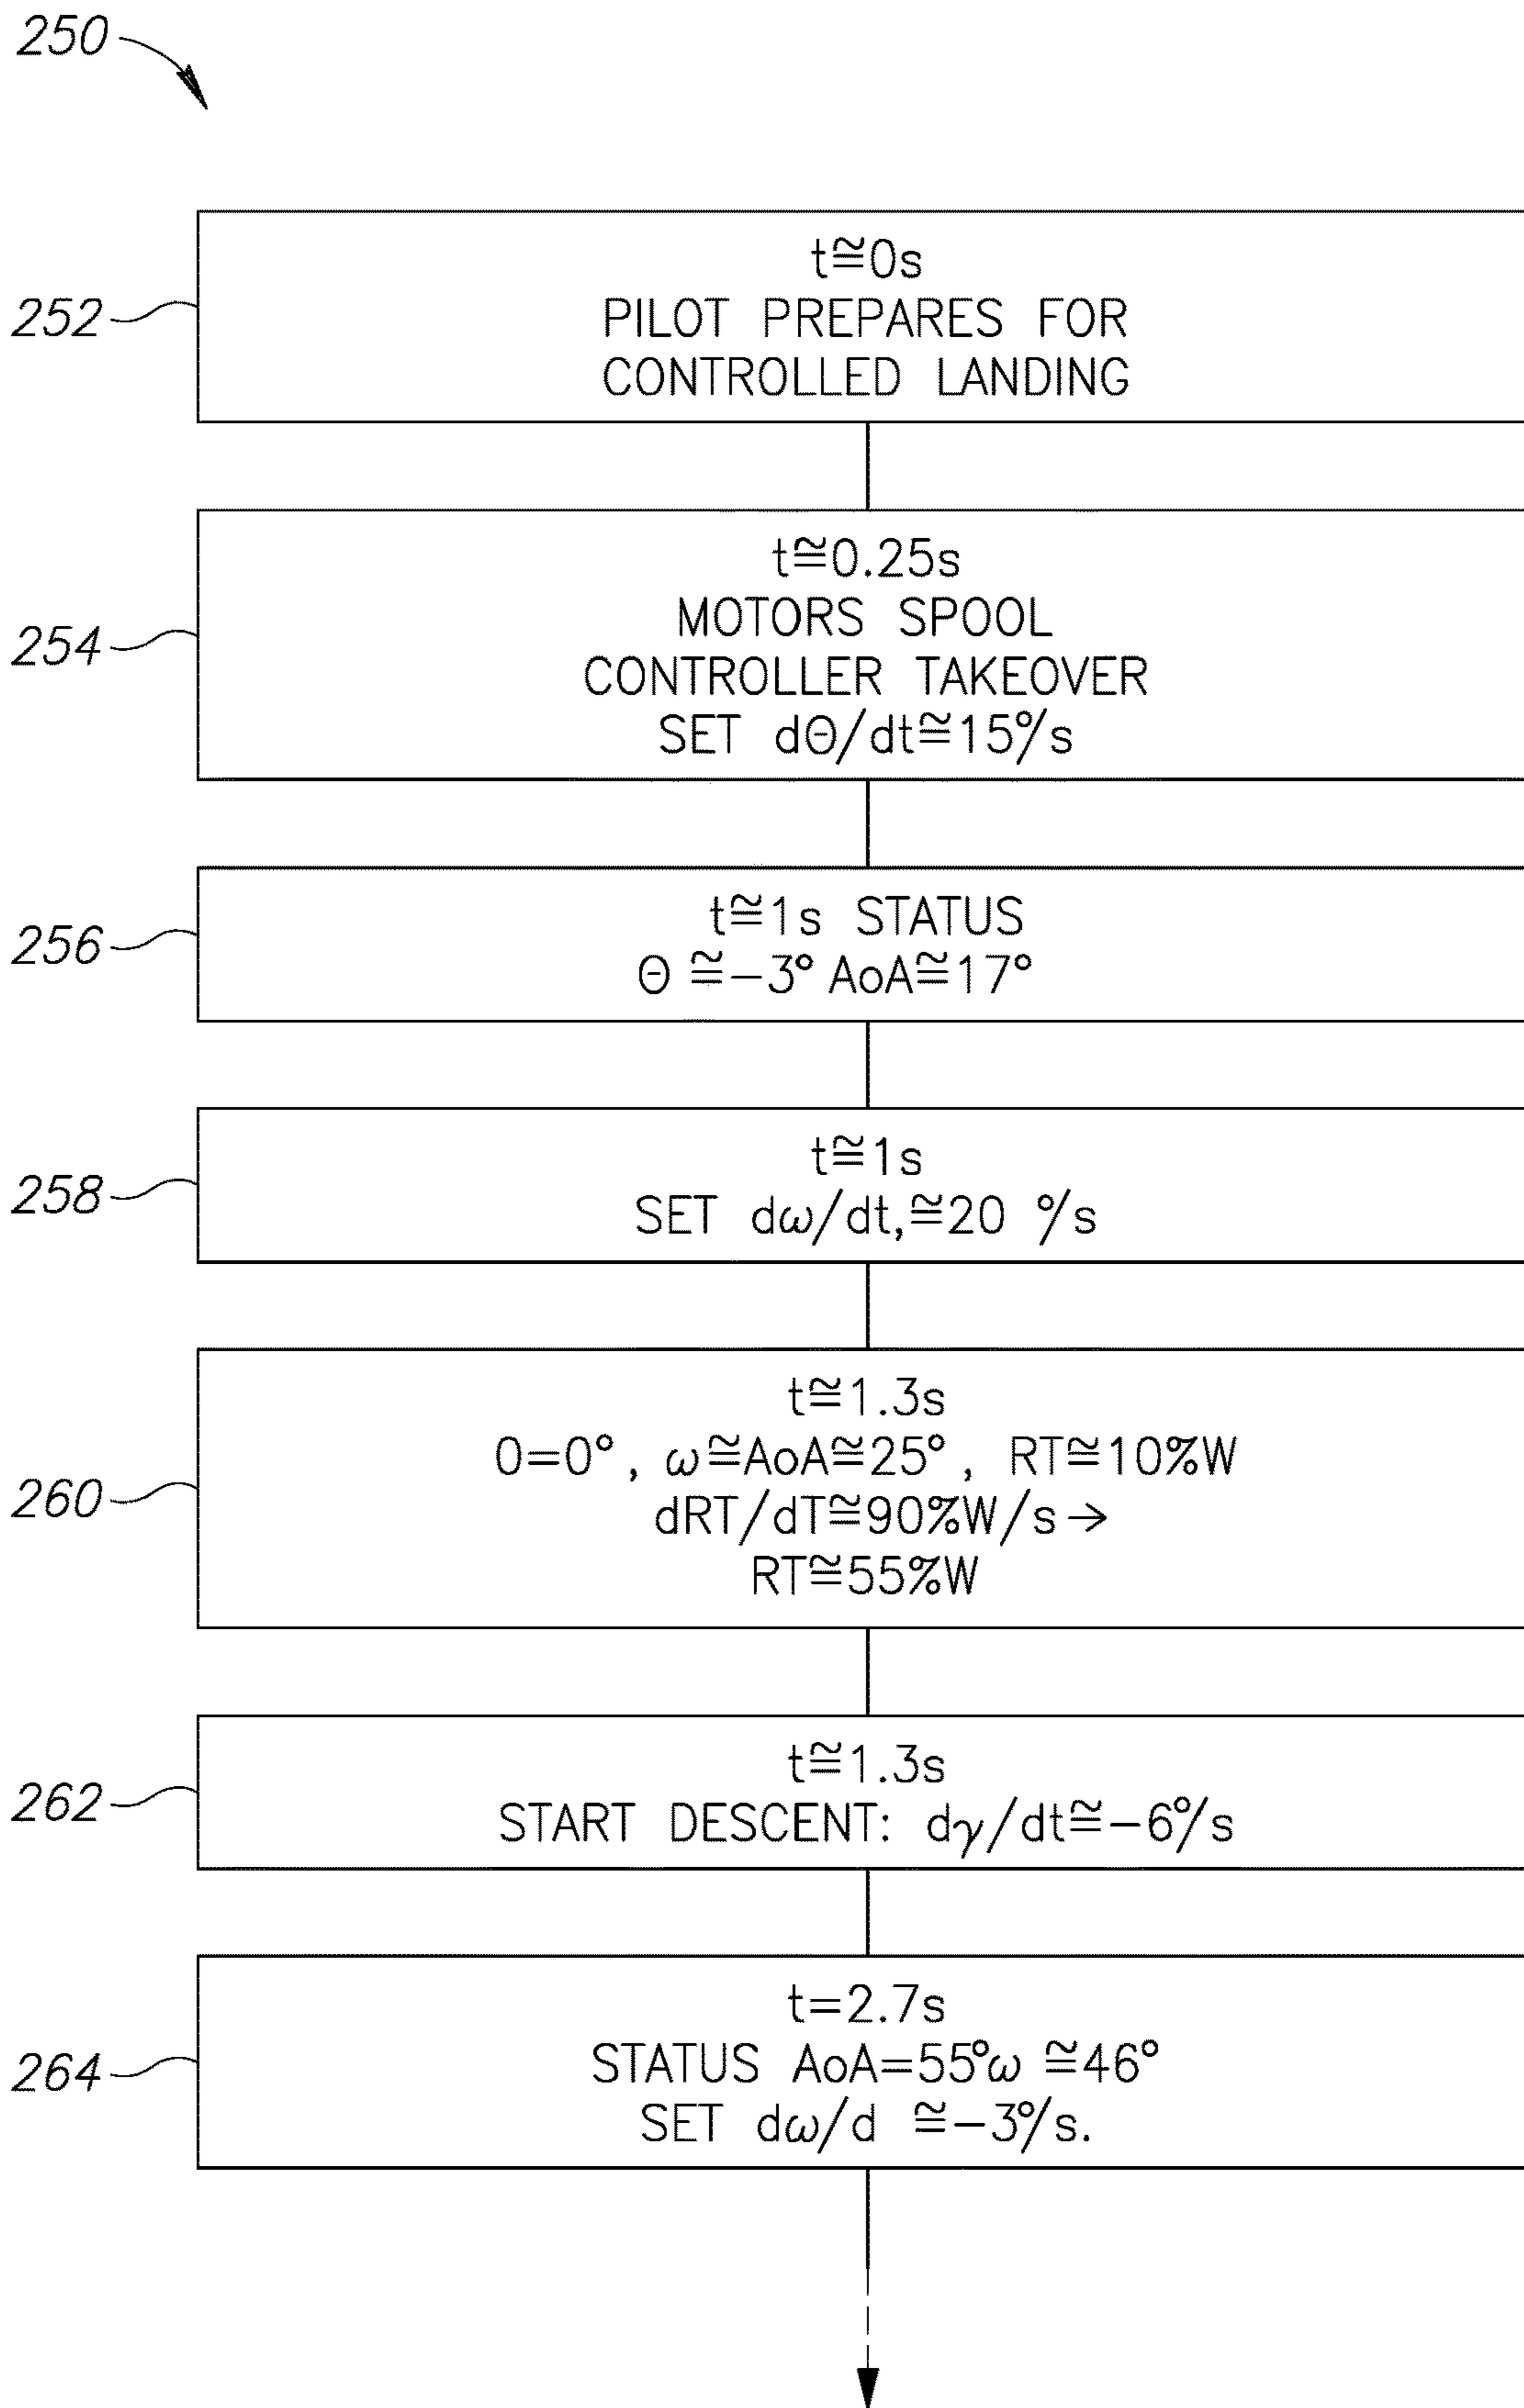 250
252
t≅0s
PILOT PREPARES FOR
CONTROLLED LANDING
254
t≅0.25s
MOTORS SPOOL
CONTROLLER TAKEOVER
SET dΘ/dt≅15°/s
256
t≅1s STATUS
Θ ≅−3° AoA≅17°
258
t≅1s
SET dω/dt,≅20 °/s
260
t≅1.3s
0=0°, ω≅AoA≅25°, RT≅10%W
dRT/dT≅90%W/s→
RT≅55%W
262
t≅1.3s
START DESCENT: dγ/dt≅−6°/s
264
t=2.7s
STATUS AoA=55°ω ≅46°
SET dω/d ≅−3°/s.